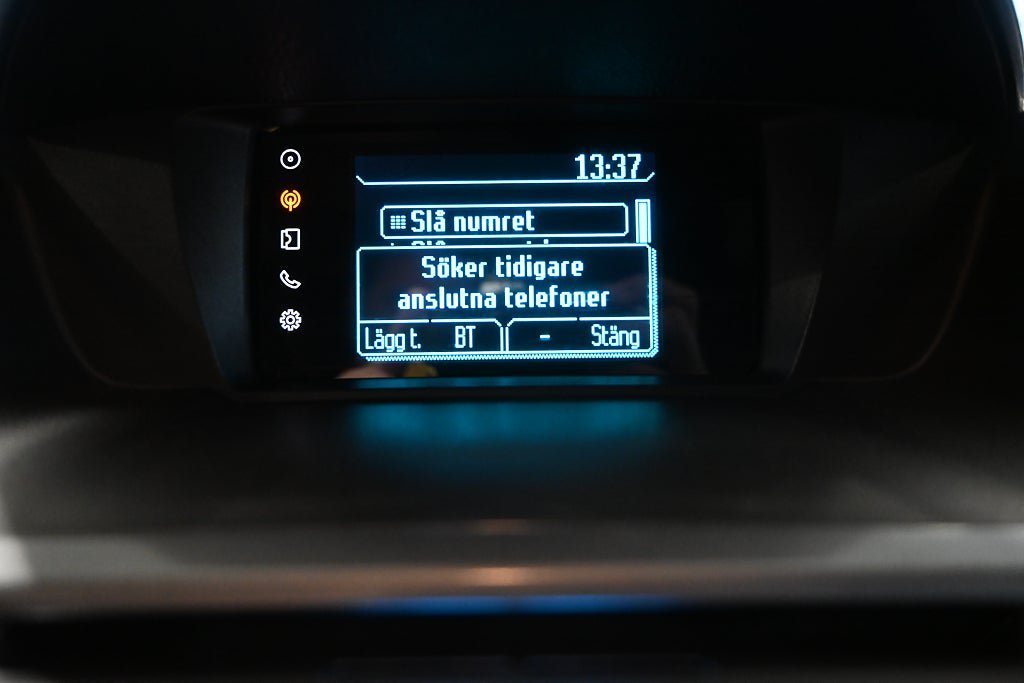 13:37
Slå numret
Söker tidigare
anslutna telefoner
Lägg t. BT - Stäng